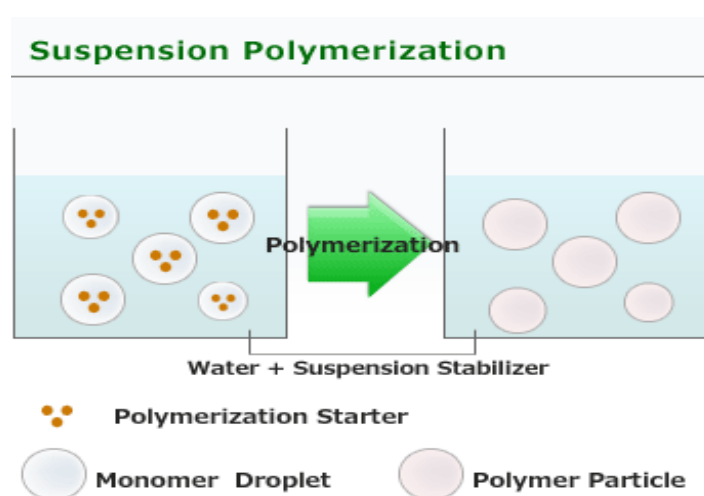 Suspension Polymerization
Polymerization
Water + Suspension Stabilizer
Polymerization Starter
Monomer Droplet
Polymer Particle